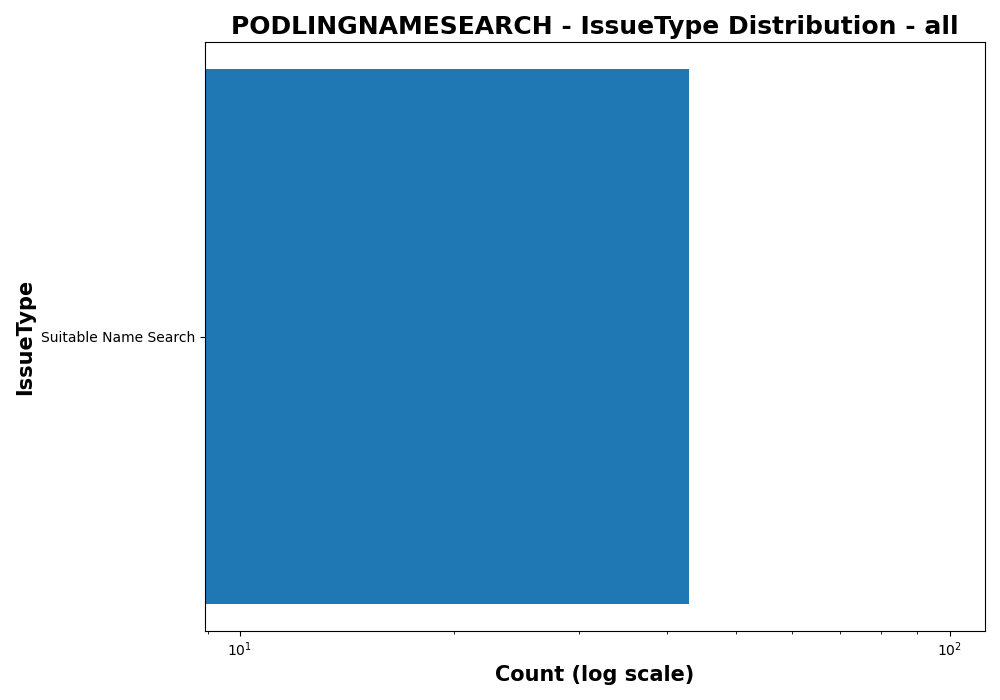 PODLINGNAMESEARCH - IssueType Distribution - all
IssueType
Suitable Name Search
10¹
10²
Count (log scale)